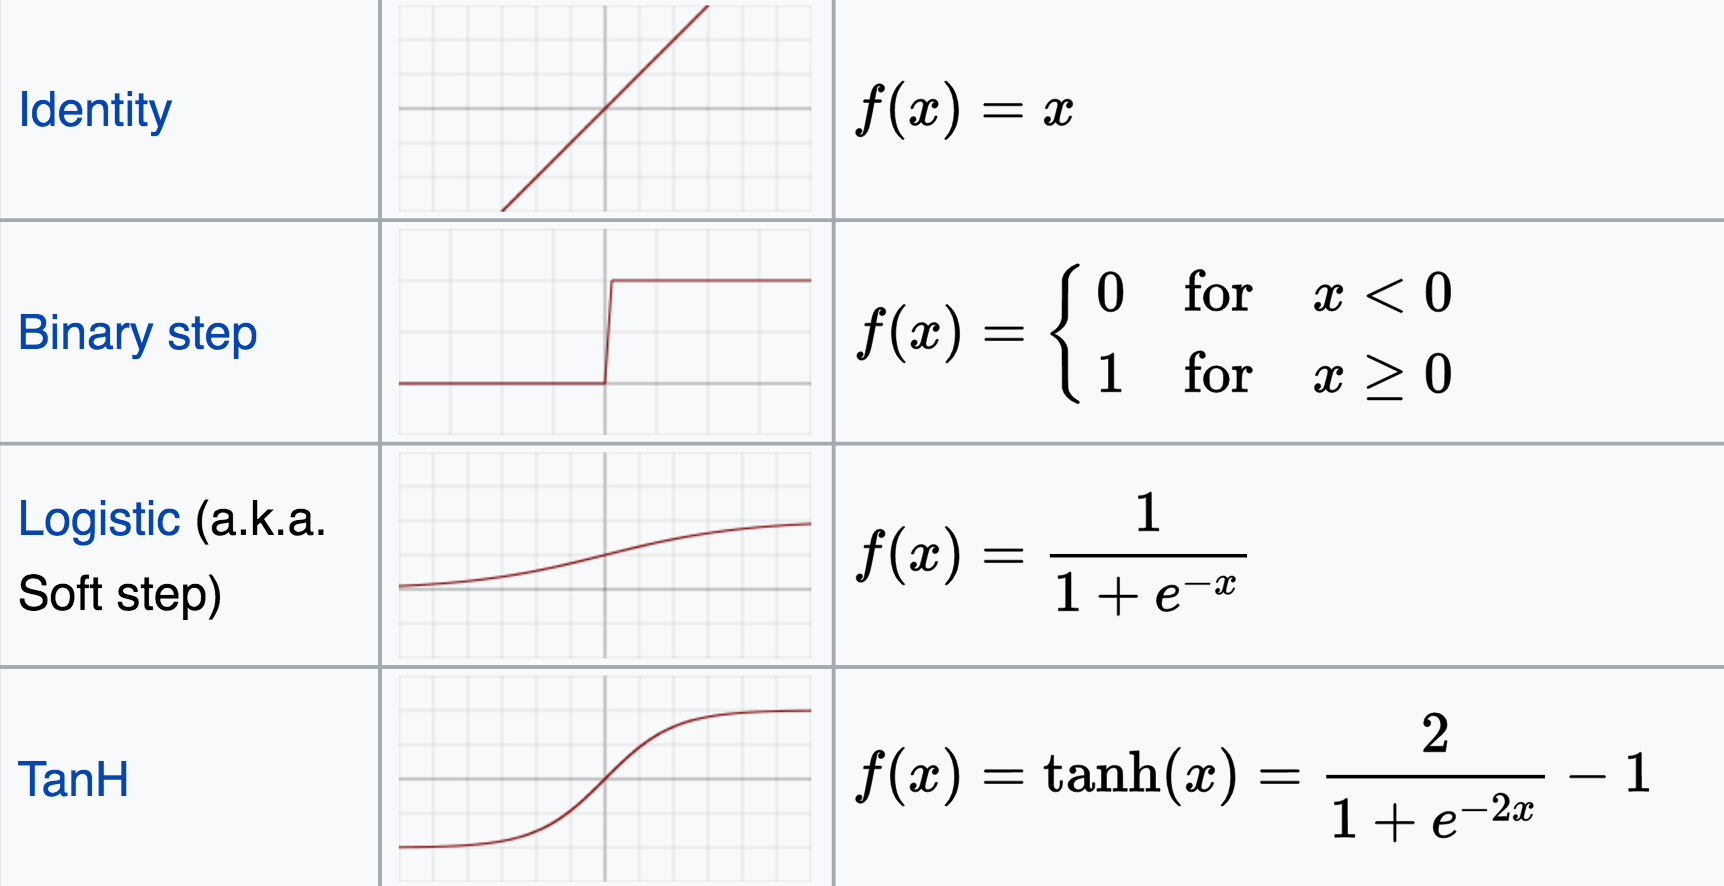 Identity
f(x) = x
Binary step
f(x) = { 0 for x < 0
1 for x ≥ 0
Logistic (a.k.a.
Soft step)
f(x) = 1 / (1 + e^{-x})
TanH
f(x) = tanh(x) = 2 / (1 + e^{-2x}) − 1